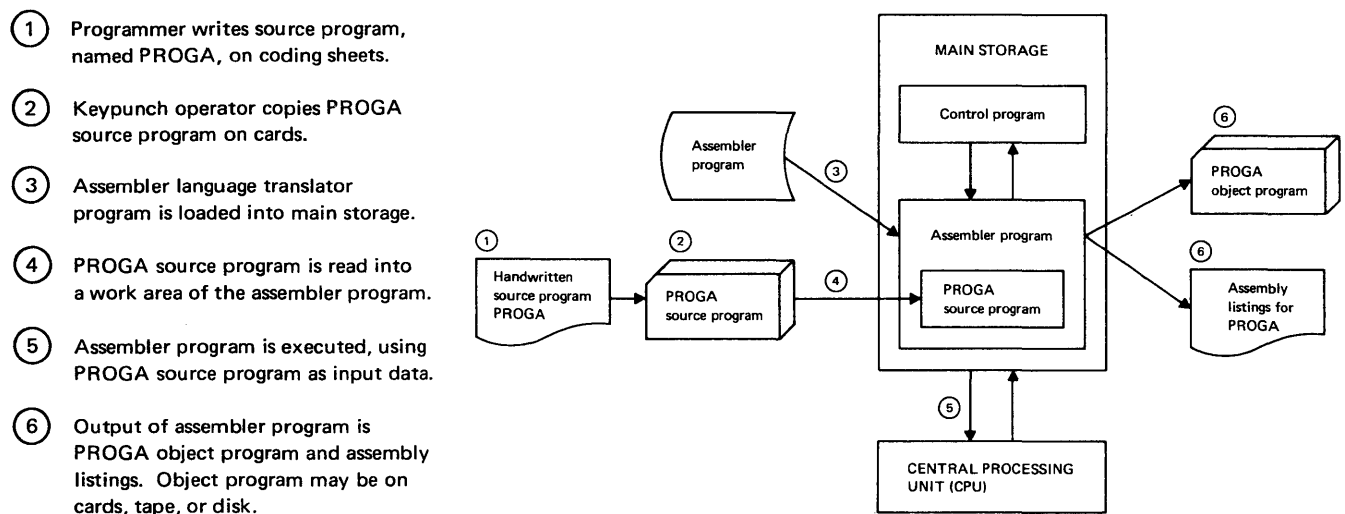 1 Programmer writes source program,
named PROGA, on coding sheets.
2 Keypunch operator copies PROGA
source program on cards.
3 Assembler language translator
program is loaded into main storage.
4 PROGA source program is read into
a work area of the assembler program.
5 Assembler program is executed, using
PROGA source program as input data.
6 Output of assembler program is
PROGA object program and assembly
listings. Object program may be on
cards, tape, or disk.
MAIN STORAGE
Control program
Assembler
program
3
Assembler program
1
Handwritten
source program
PROGA
2
PROGA
source program
4
PROGA
source program
6
PROGA
object program
6
Assembly
listings for
PROGA
5
CENTRAL PROCESSING
UNIT (CPU)